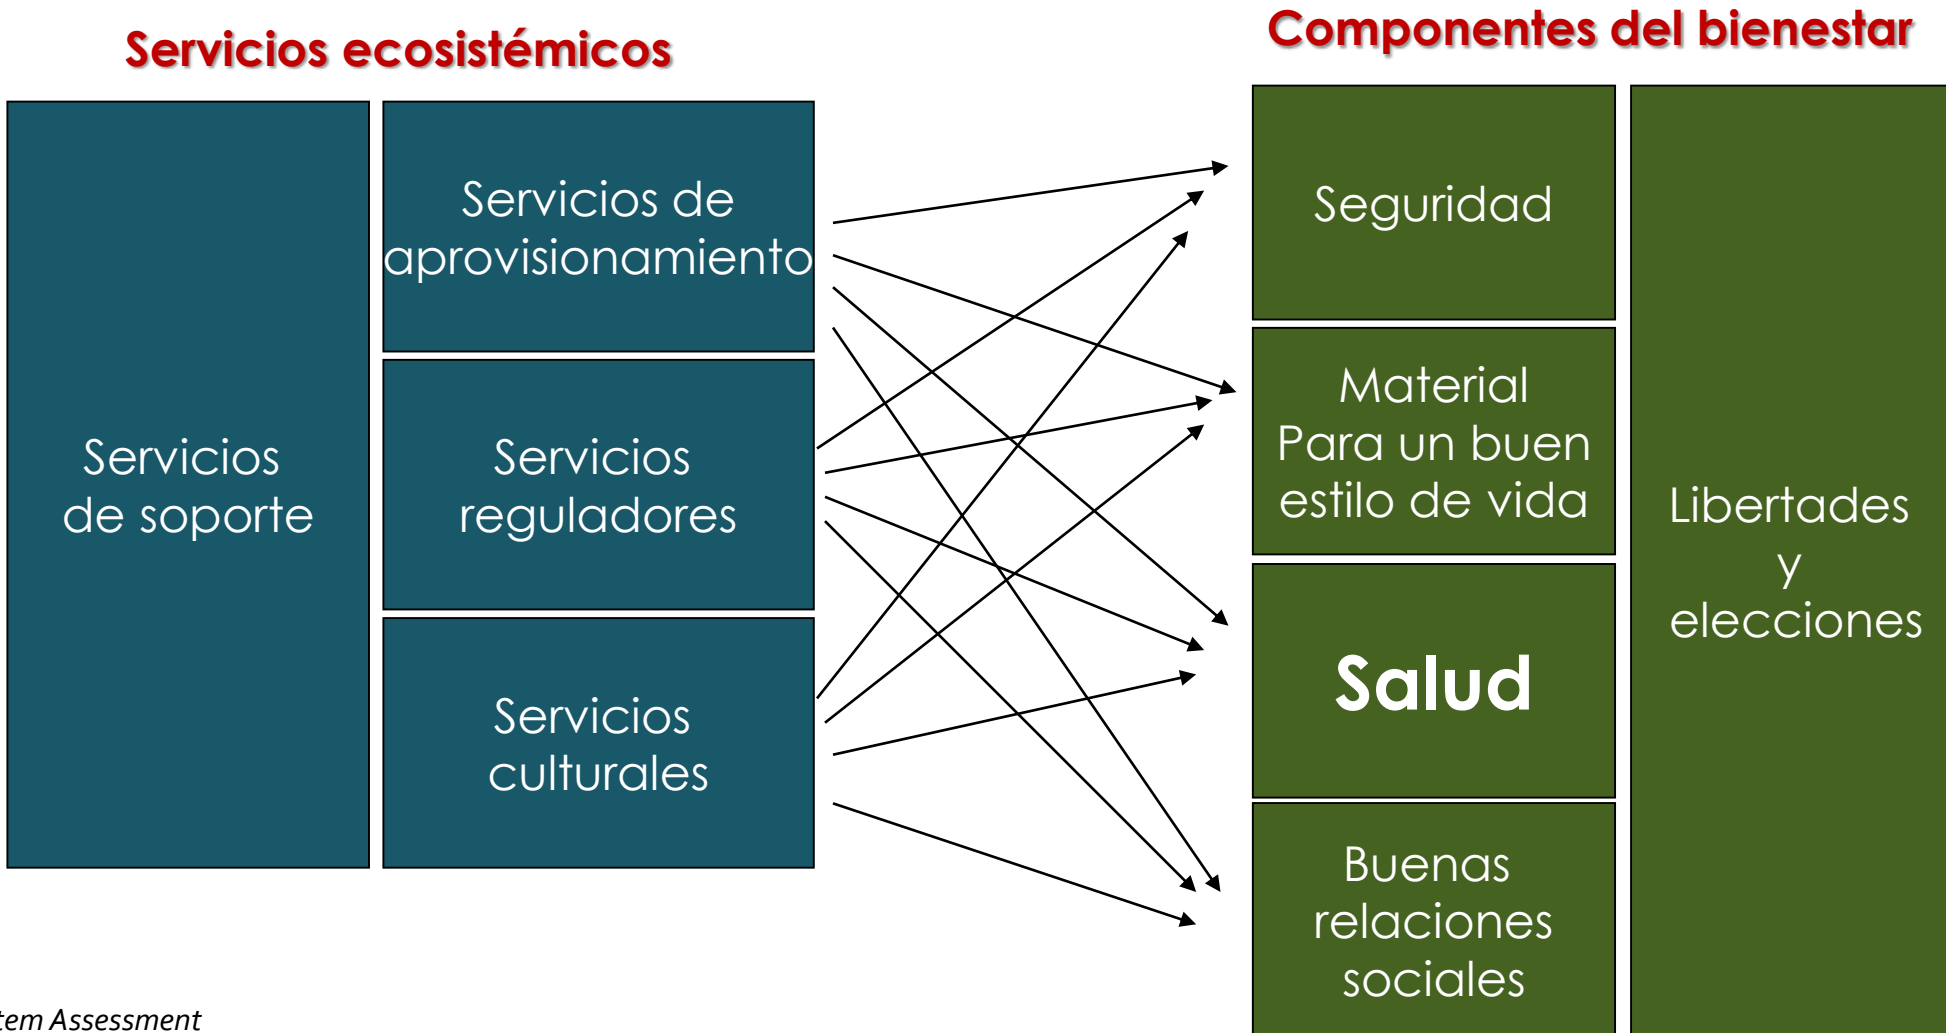 Servicios ecosistémicos
Componentes del bienestar
Servicios
de soporte
Servicios de
aprovisionamiento
Servicios
reguladores
Servicios
culturales
Seguridad
Material
Para un buen
estilo de vida
Salud
Buenas
relaciones
sociales
Libertades
y
elecciones
tem Assessment